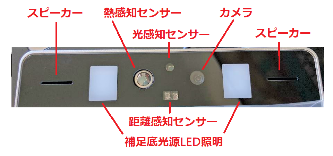 スピーカー
熱感知センサー
カメラ
スピーカー
光感知センサー
距離感知センサー
補足底光源LED照明